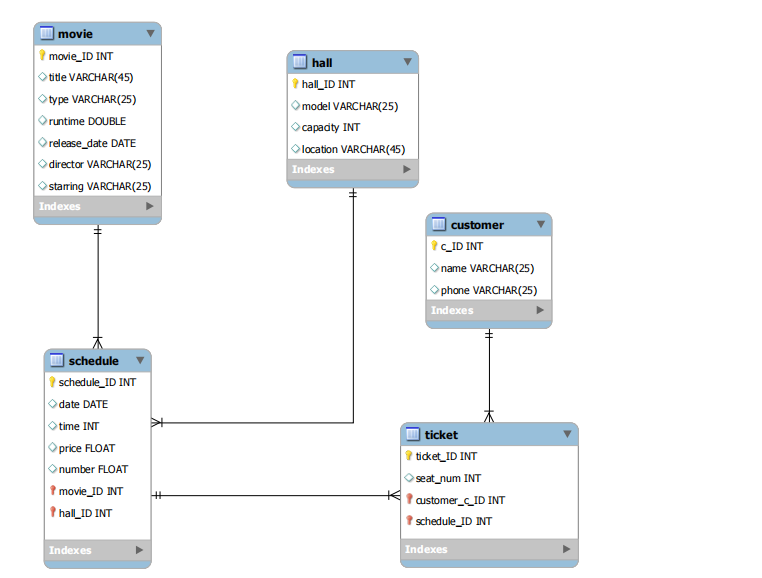 movie
movie_ID INT
title VARCHAR(45)
type VARCHAR(25)
runtime DOUBLE
release_date DATE
director VARCHAR(25)
starring VARCHAR(25)
Indexes
hall
hall_ID INT
model VARCHAR(25)
capacity INT
location VARCHAR(45)
Indexes
customer
c_ID INT
name VARCHAR(25)
phone VARCHAR(25)
Indexes
schedule
schedule_ID INT
date DATE
time INT
price FLOAT
number FLOAT
movie_ID INT
hall_ID INT
Indexes
ticket
ticket_ID INT
seat_num INT
customer_c_ID INT
schedule_ID INT
Indexes